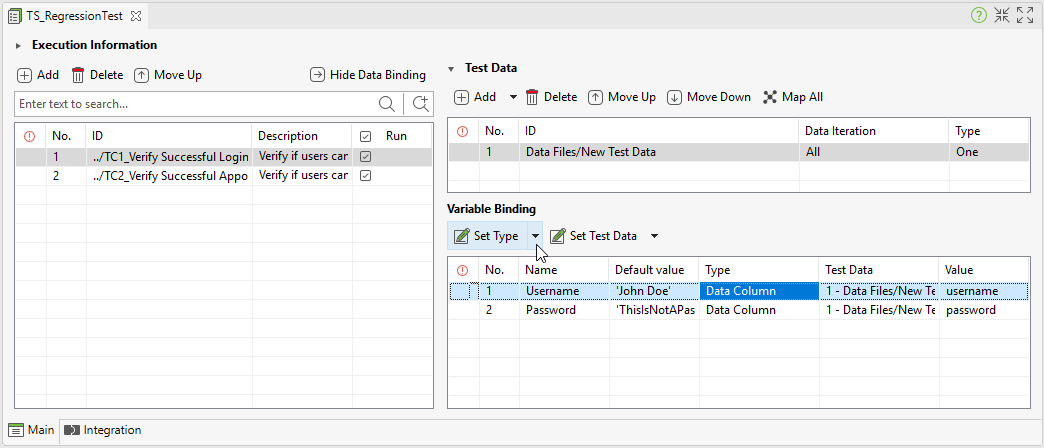 TS_RegressionTest
Execution Information
Add Delete Move Up Hide Data Binding
Enter text to search...
No. ID Description Run
1 ../TC1_Verify Successful Login Verify if users can
2 ../TC2_Verify Successful Appo Verify if users can
Test Data
Add Delete Move Up Move Down Map All
No. ID Data Iteration Type
1 Data Files/New Test Data All One
Variable Binding
Set Type Set Test Data
No. Name Default value Type Test Data Value
1 Username 'John Doe' Data Column 1 - Data Files/New Te username
2 Password 'ThisIsNotAPas Data Column 1 - Data Files/New Te password
Main Integration